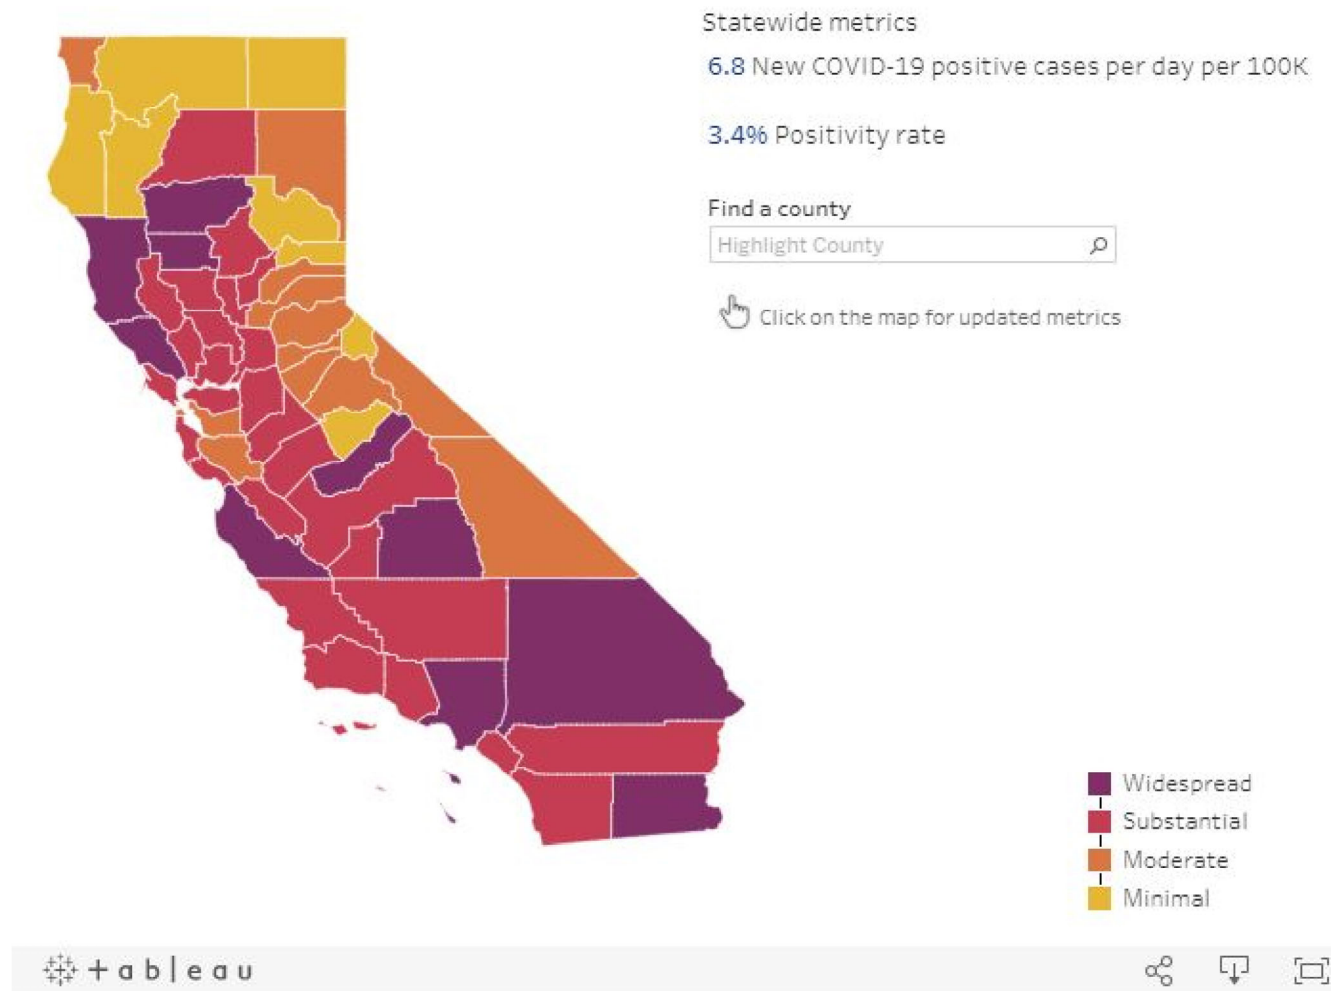 Statewide metrics
6.8 New COVID-19 positive cases per day per 100K
3.4% Positivity rate
Find a county
Highlight County
Click on the map for updated metrics
Widespread
Substantial
Moderate
Minimal
+ableau